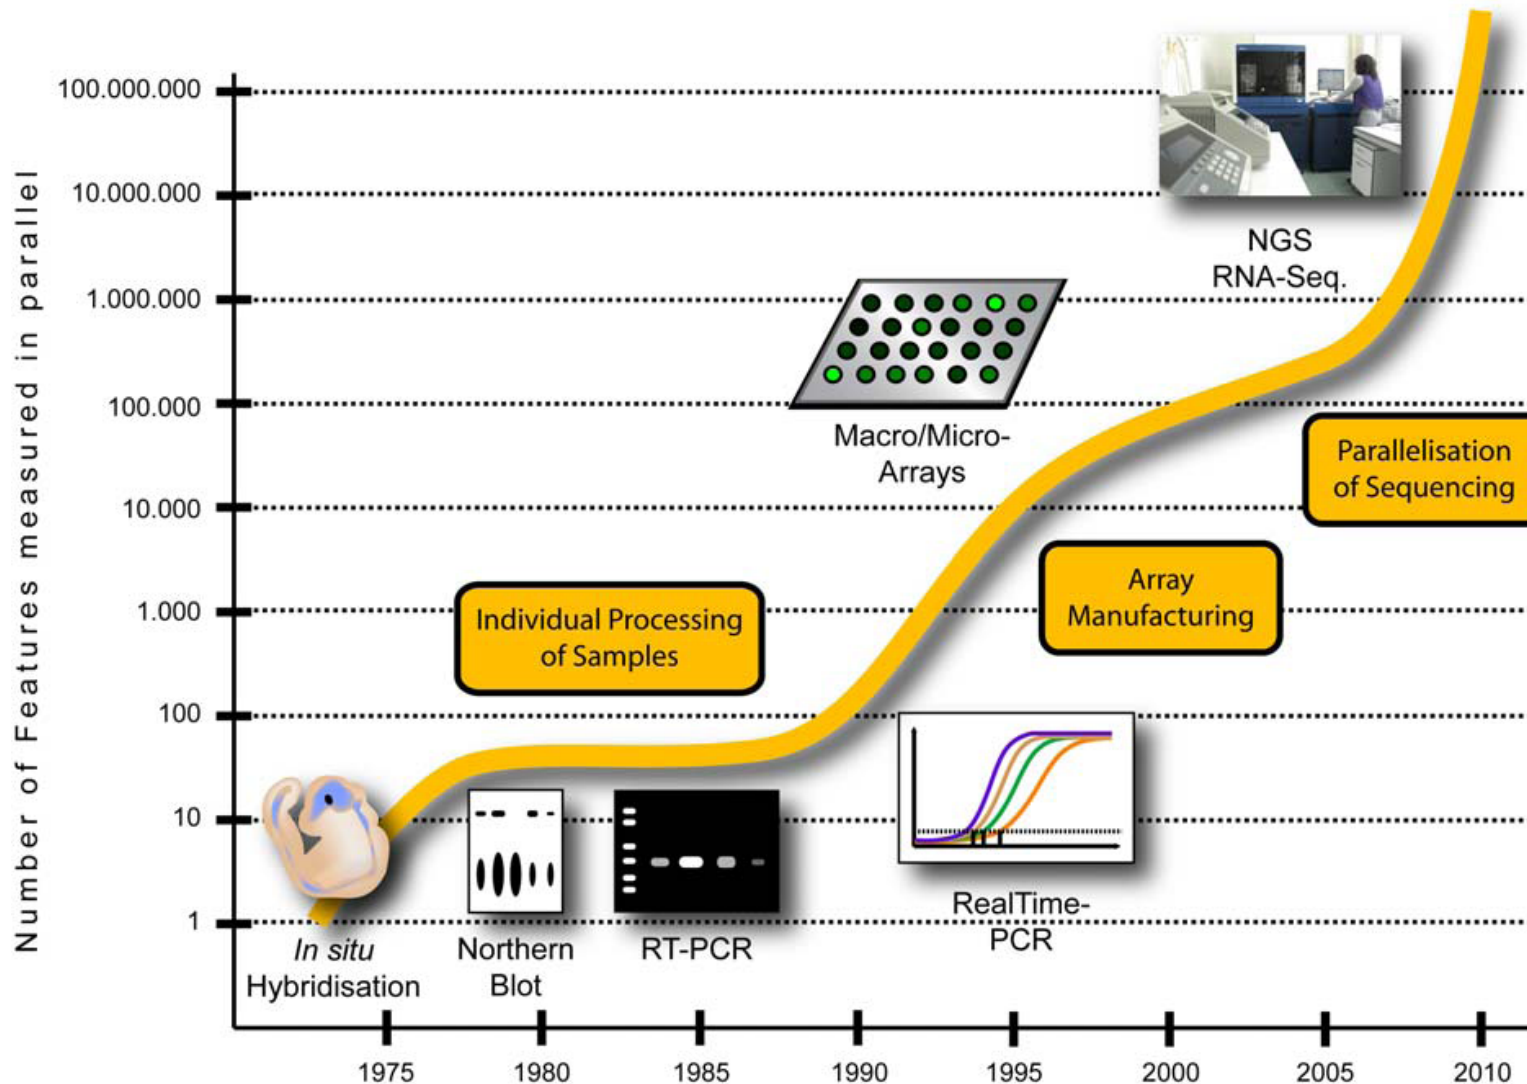 Number of Features measured in parallel
100.000.000
10.000.000
1.000.000
100.000
10.000
1.000
100
10
1
NGS
RNA-Seq.
Macro/Micro-
Arrays
Parallelisation
of Sequencing
Array
Manufacturing
Individual Processing
of Samples
RealTime-
PCR
In situ
Hybridisation
Northern
Blot
RT-PCR
1975
1980
1985
1990
1995
2000
2005
2010